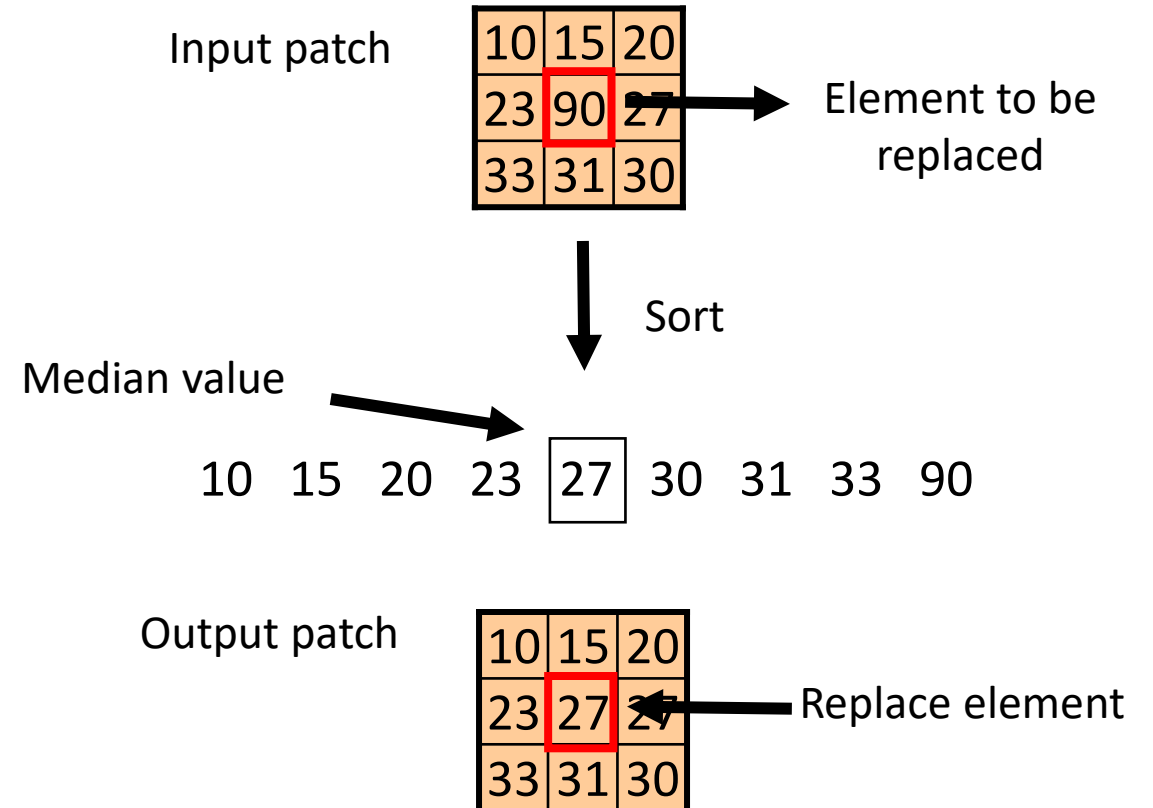 Input patch
10 15 20
23 90 27
33 31 30
Element to be
replaced
Sort
Median value
10 15 20 23 27 30 31 33 90
Output patch
10 15 20
23 27 27
33 31 30
Replace element